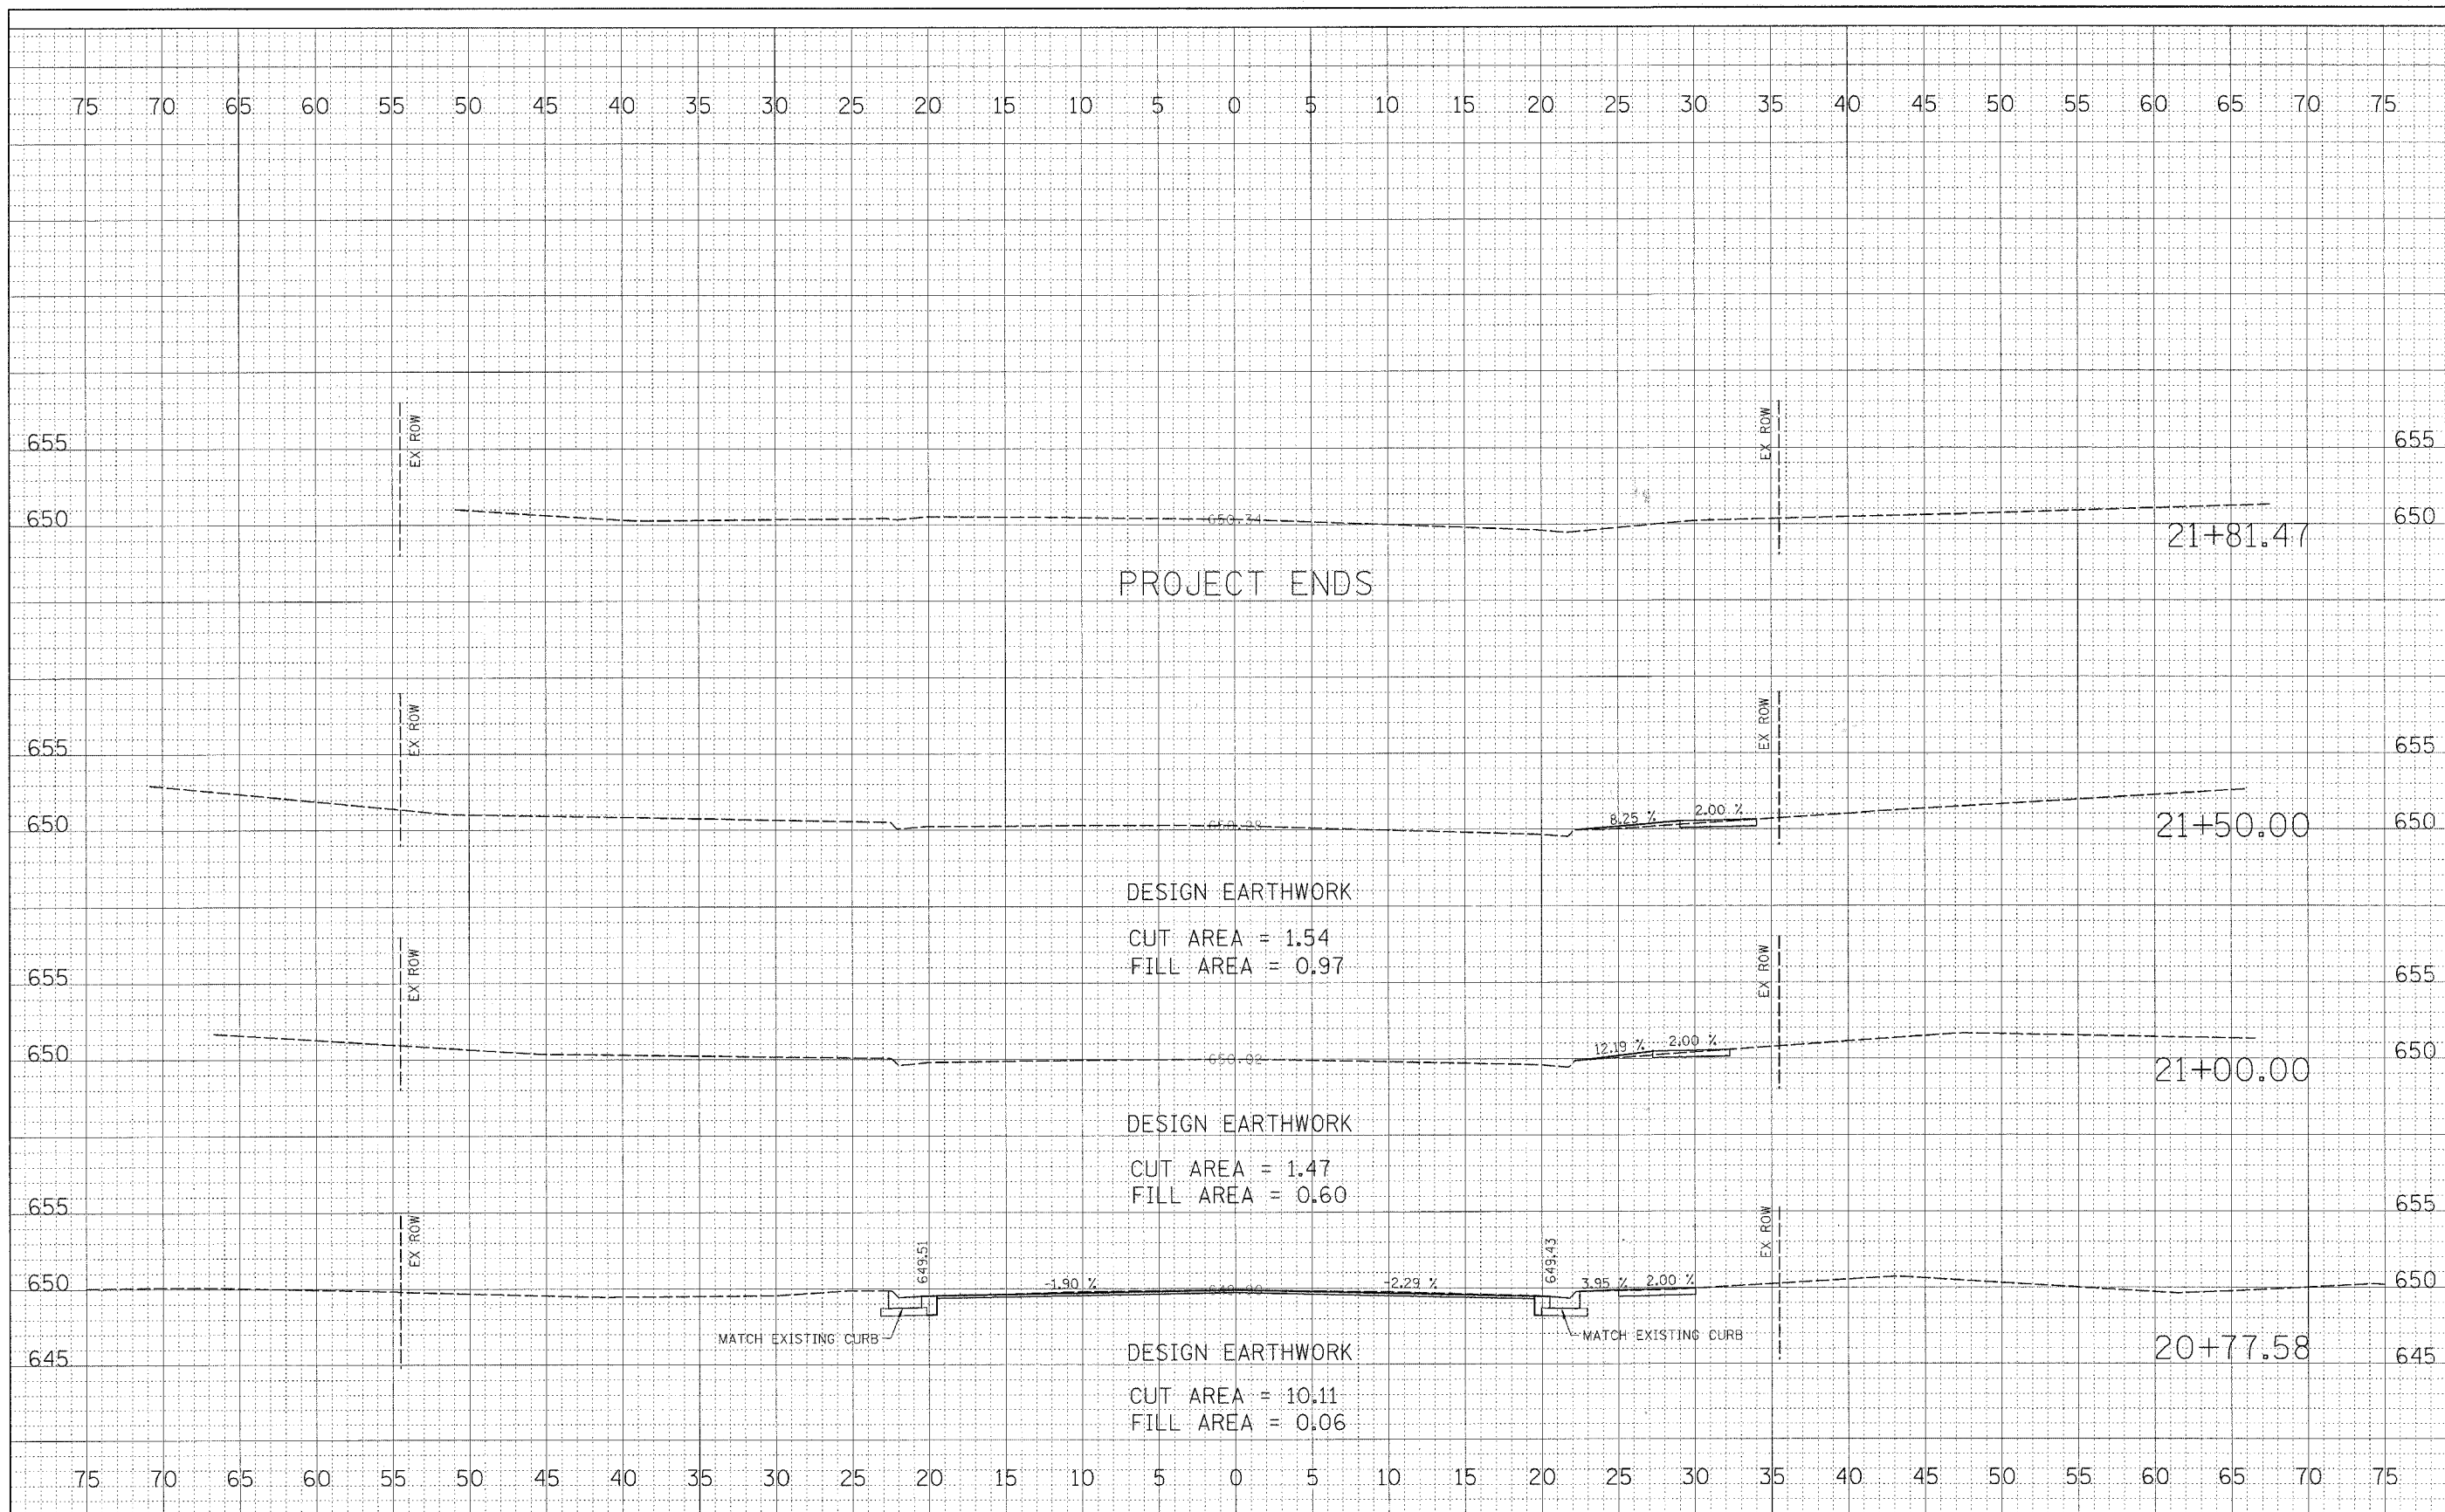 75 70 65 60 55 50 45 40 35 30 25 20 15 10 5 0 5 10 15 20 25 30 35 40 45 50 55 60 65 70 75
EX ROW
EX ROW
655 655
650 650.34 650
21+81.47
PROJECT ENDS
EX ROW
EX ROW
655 655
8.25 % 2.00 %
650 650
21+50.00
DESIGN EARTHWORK
CUT AREA = 1.54
FILL AREA = 0.97
EX ROW
EX ROW
655 655
12.19 % 2.00 %
650 650.02 650
21+00.00
DESIGN EARTHWORK
CUT AREA = 1.47
FILL AREA = 0.60
655 655
EX ROW
EX ROW
649.51
649.43
650 -1.90 % -2.29 % 3.95 % 2.00 % 650
MATCH EXISTING CURB
MATCH EXISTING CURB
645 645
20+77.58
DESIGN EARTHWORK
CUT AREA = 10.11
FILL AREA = 0.06
75 70 65 60 55 50 45 40 35 30 25 20 15 10 5 0 5 10 15 20 25 30 35 40 45 50 55 60 65 70 75